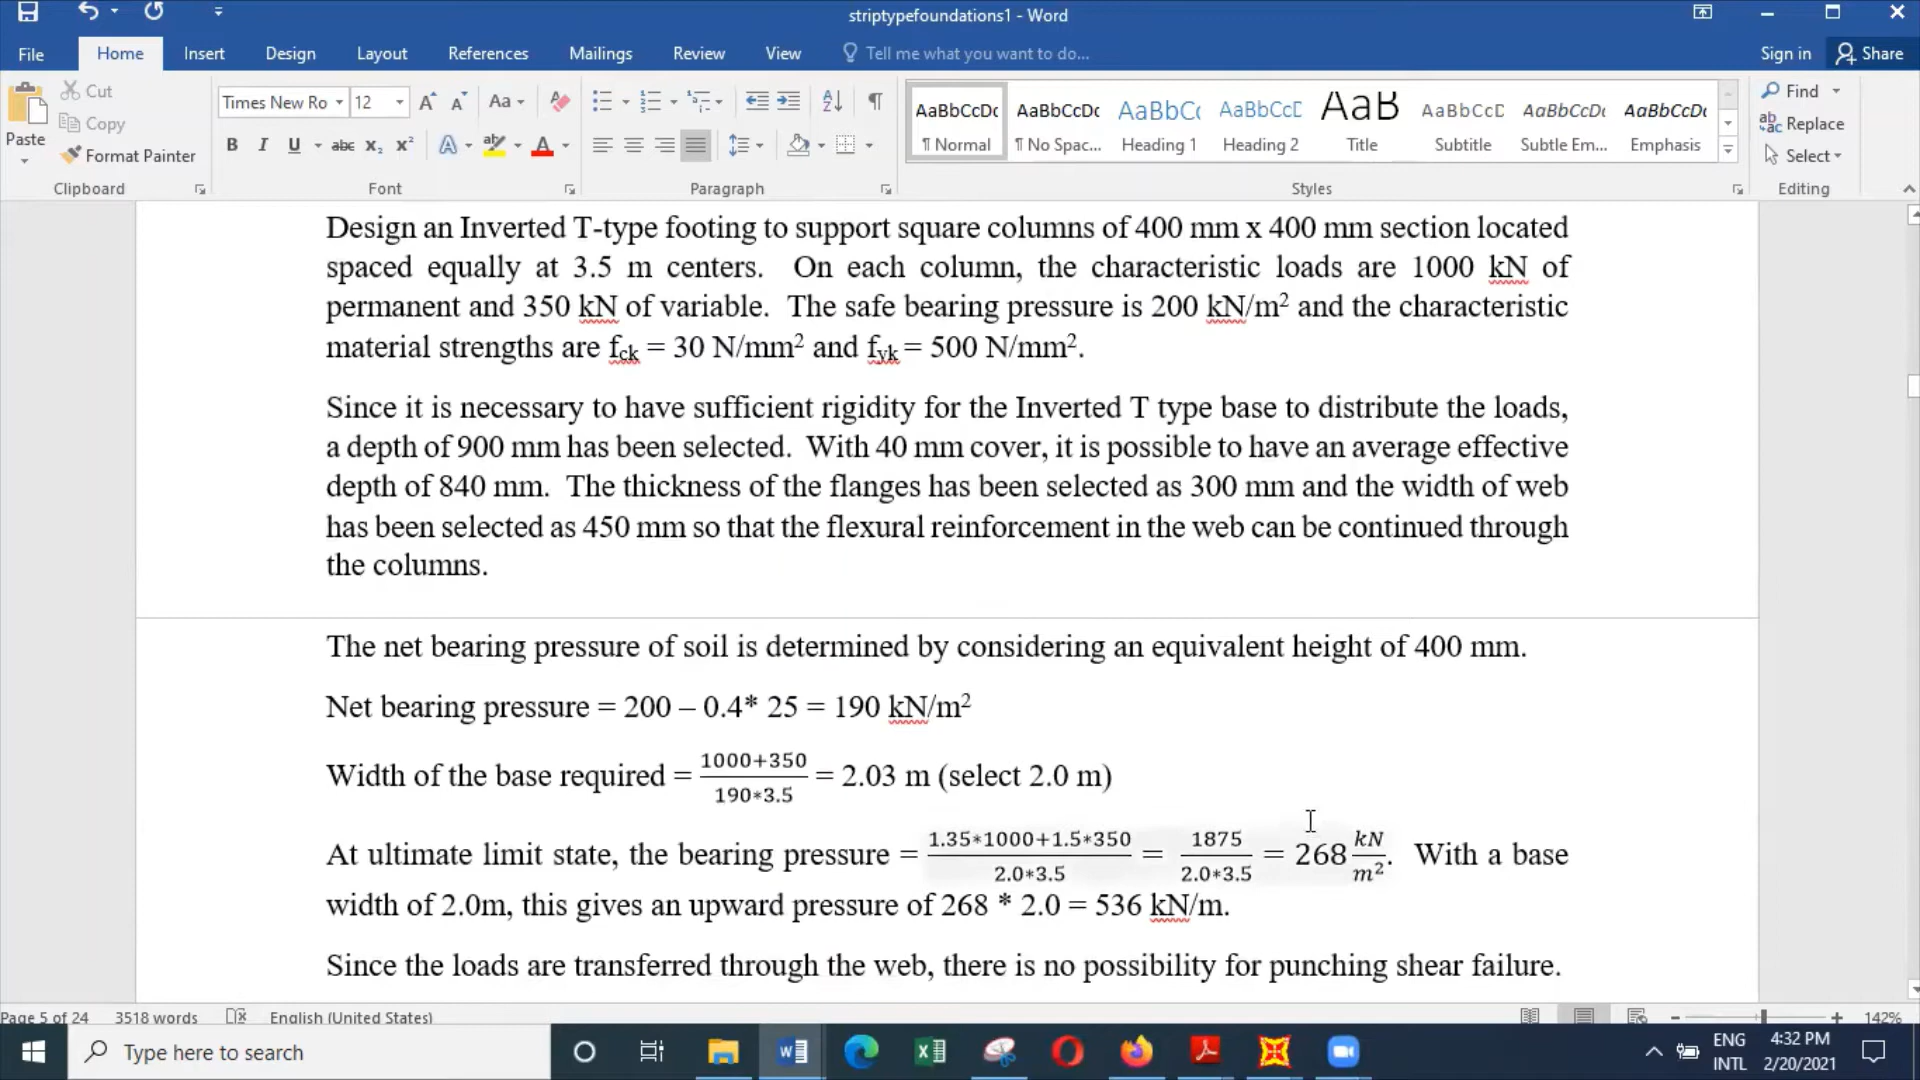 striptypefoundations1 - Word
File Home Insert Design Layout References Mailings Review View Tell me what you want to do... Sign in Share
Paste Cut Copy Format Painter
Times New Ro 12 Aa
B I U abc x₂ x² A A
AaBbCcDc AaBbCcDc AaBbCc AaBbCcE AaB AaBbCcD AaBbCcDc AaBbCcDc
¶ Normal ¶ No Spac... Heading 1 Heading 2 Title Subtitle Subtle Em... Emphasis
Find Replace Select
Clipboard Font Paragraph Styles Editing
Design an Inverted T-type footing to support square columns of 400 mm x 400 mm section located
spaced equally at 3.5 m centers. On each column, the characteristic loads are 1000 kN of
permanent and 350 kN of variable. The safe bearing pressure is 200 kN/m² and the characteristic
material strengths are fck = 30 N/mm² and fyk = 500 N/mm².
Since it is necessary to have sufficient rigidity for the Inverted T type base to distribute the loads,
a depth of 900 mm has been selected. With 40 mm cover, it is possible to have an average effective
depth of 840 mm. The thickness of the flanges has been selected as 300 mm and the width of web
has been selected as 450 mm so that the flexural reinforcement in the web can be continued through
the columns.
The net bearing pressure of soil is determined by considering an equivalent height of 400 mm.
Net bearing pressure = 200 – 0.4* 25 = 190 kN/m²
Width of the base required = (1000+350)/(190*3.5) = 2.03 m (select 2.0 m)
At ultimate limit state, the bearing pressure = (1.35*1000+1.5*350)/(2.0*3.5) = 1875/(2.0*3.5) = 268 kN/m². With a base
width of 2.0m, this gives an upward pressure of 268 * 2.0 = 536 kN/m.
Since the loads are transferred through the web, there is no possibility for punching shear failure.
Page 5 of 24 3518 words English (United States) 142%
Type here to search ENG INTL 4:32 PM 2/20/2021